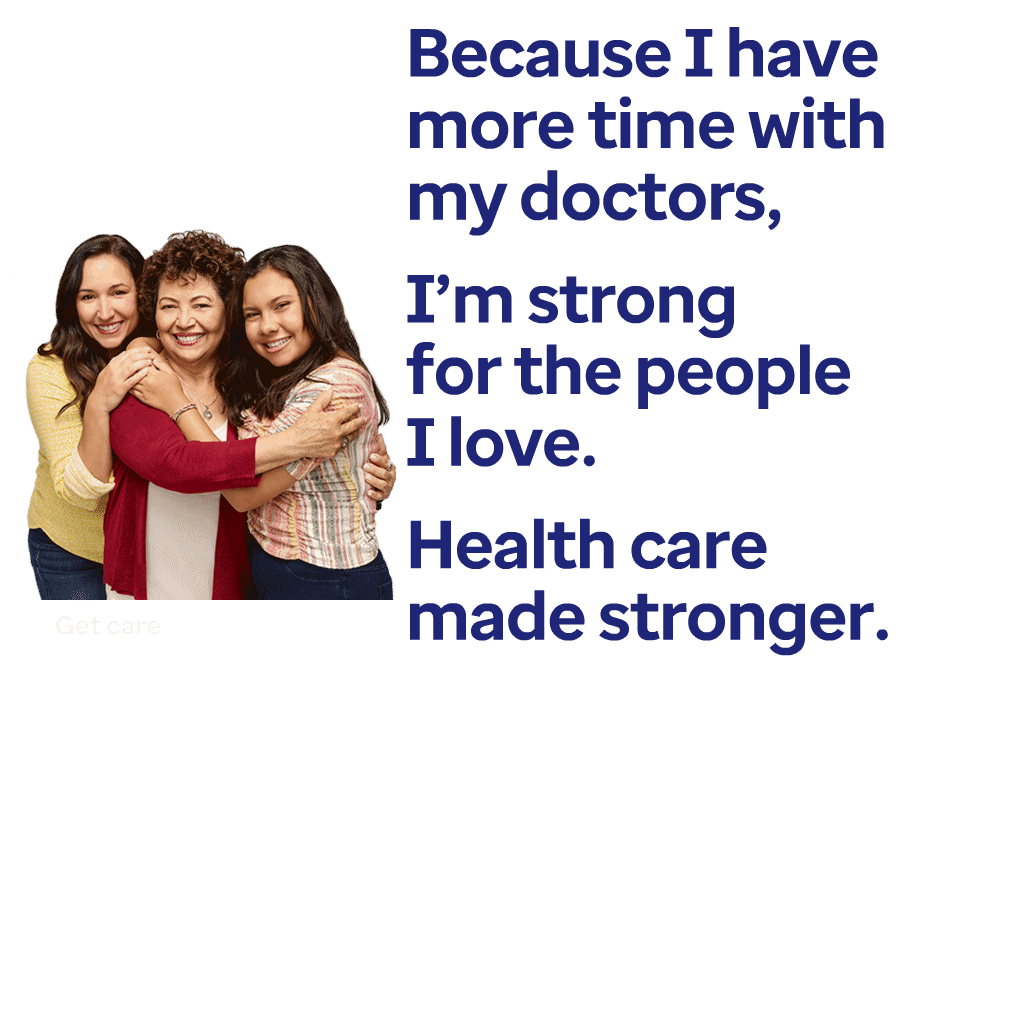 Because I have
more time with
my doctors,
I’m strong
for the people
I love.
Health care
made stronger.
Get care